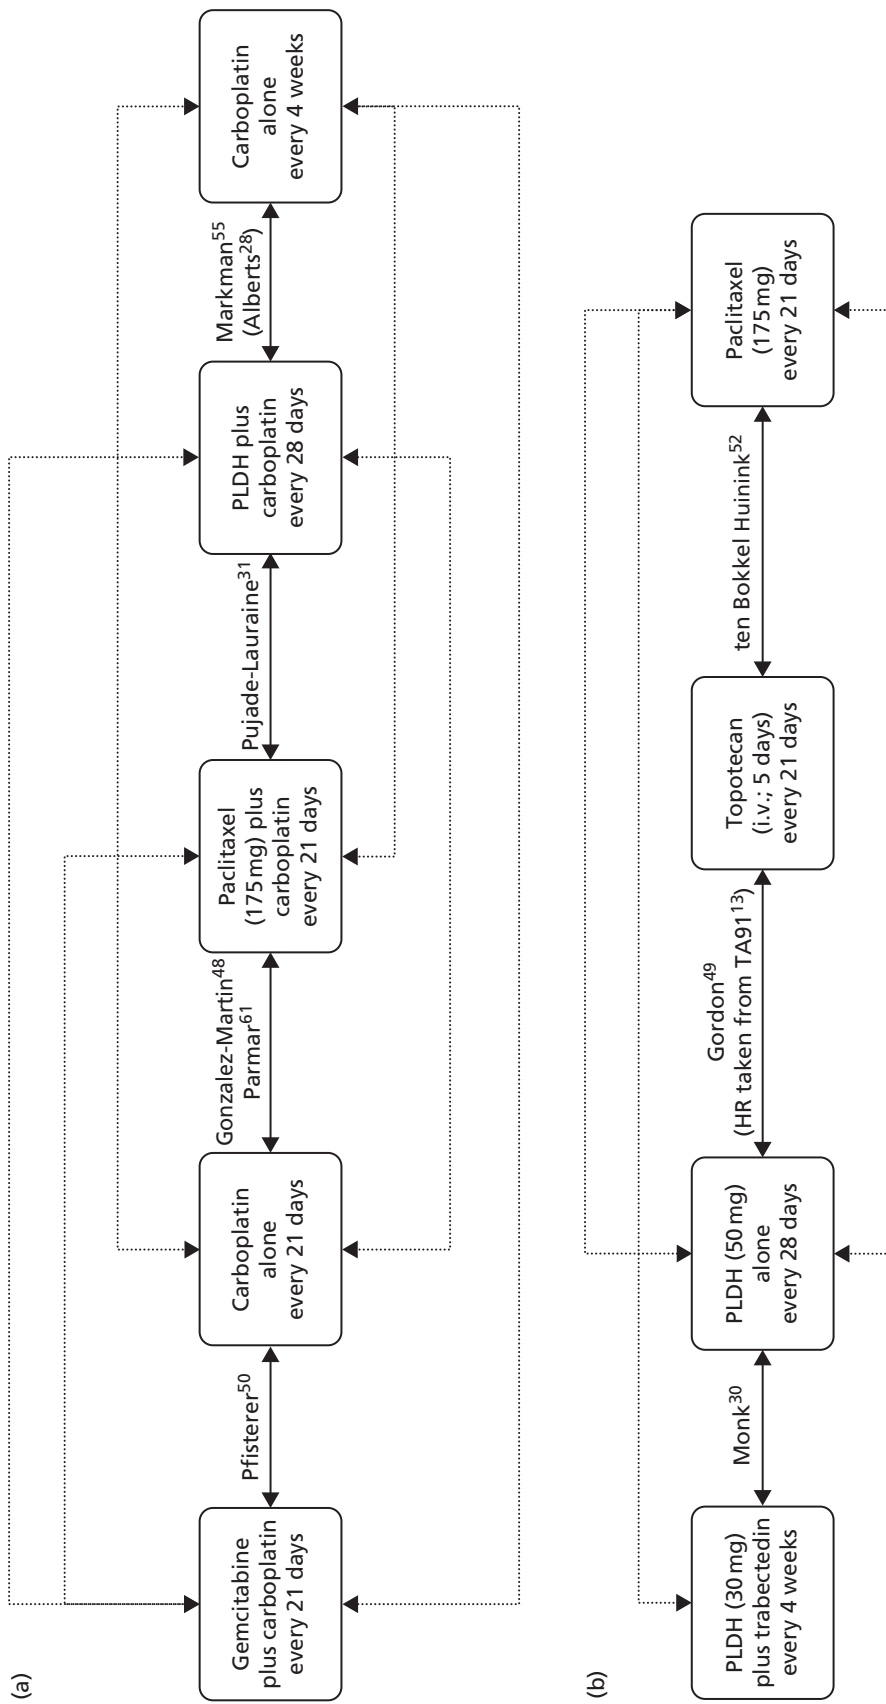 (a)
Gemcitabine
plus carboplatin
every 21 days
Pfisterer50
Carboplatin
alone
every 21 days
Gonzalez-Martin48
Parmar61
Paclitaxel
(175 mg) plus
carboplatin
every 21 days
Pujade-Lauraine31
PLDH plus
carboplatin
every 28 days
Markman55
(Alberts28)
Carboplatin
alone
every 4 weeks
(b)
PLDH (30 mg)
plus trabectedin
every 4 weeks
Monk30
PLDH (50 mg)
alone
every 28 days
Gordon49
(HR taken from TA9113)
Topotecan
(i.v.; 5 days)
every 21 days
ten Bokkel Huinink52
Paclitaxel
(175 mg)
every 21 days